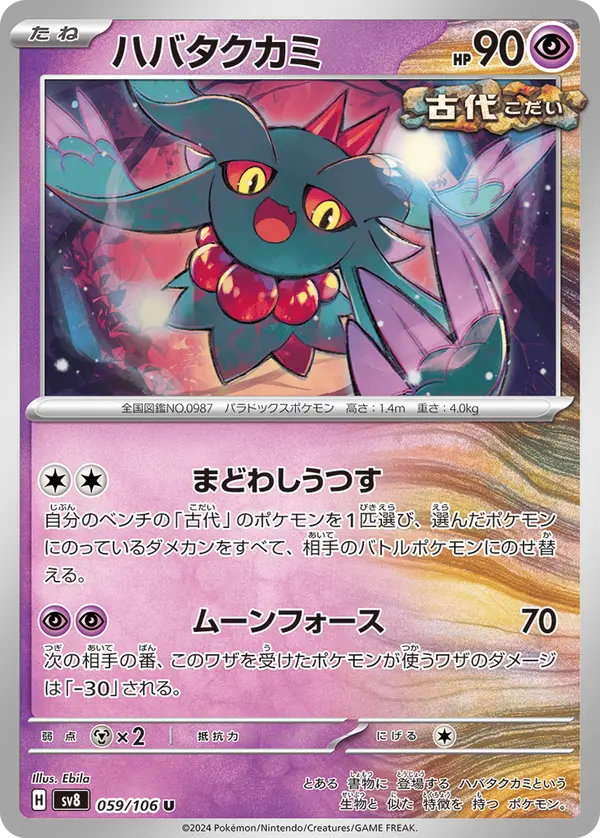 たね ハバタクカミ HP90
古代 こだい
全国図鑑NO.0987 パラドックスポケモン 高さ:1.4m 重さ:4.0kg
まどわしうつす
自分のベンチの「古代」のポケモンを1匹選び、選んだポケモン
にのっているダメカンをすべて、相手のバトルポケモンにのせ替
える。
ムーンフォース 70
次の相手の番、このワザを受けたポケモンが使うワザのダメージ
は「-30」される。
弱点 ×2 抵抗力 にげる
Illus. Ebila
H sv8 059/106 U
とある 書物に 登場する ハバタクカミという
生物と 似た 特徴を 持つ ポケモン。
©2024 Pokémon/Nintendo/Creatures/GAME FREAK.